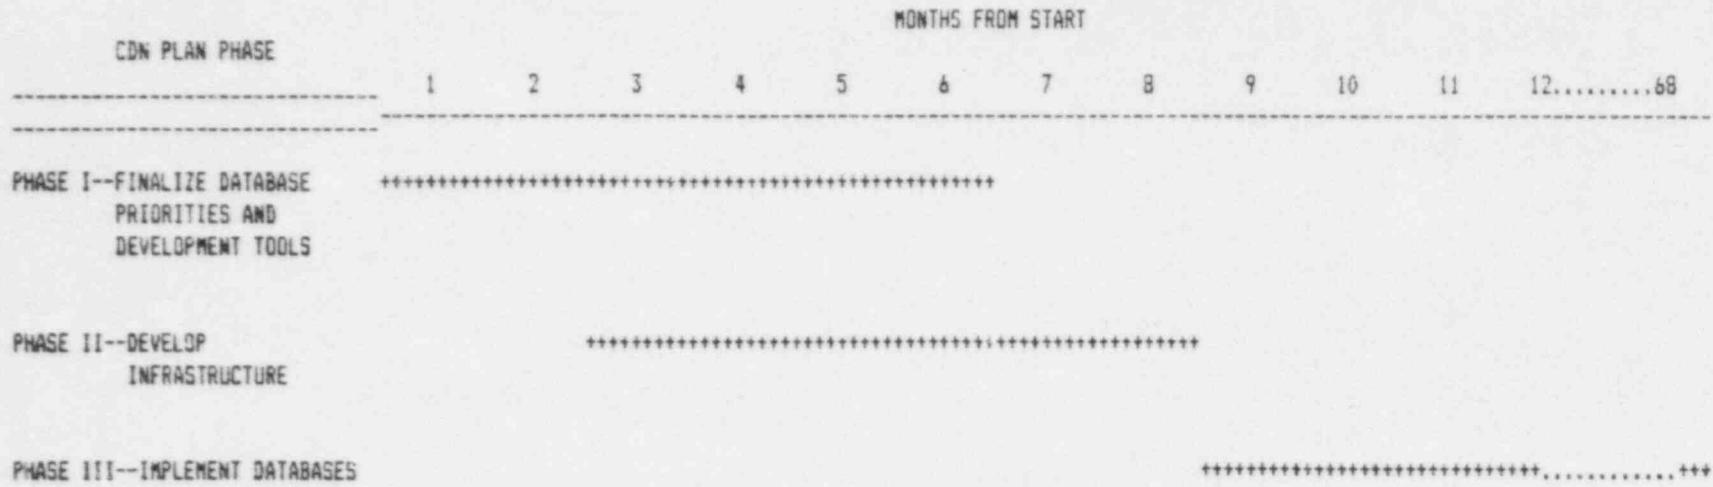 MONTHS FROM START
CDN PLAN PHASE
1 2 3 4 5 6 7 8 9 10 11 12.........68
--------------------------------
--------------------------------------------------------------------------------------------------------------------
--------------------------------
PHASE I--FINALIZE DATABASE ++++++++++++++++++++++++++++++++++++++++++++++++++++++
PRIORITIES AND
DEVELOPMENT TOOLS
PHASE II--DEVELOP ++++++++++++++++++++++++++++++++++++++++++++++++++++++
INFRASTRUCTURE
PHASE III--IMPLEMENT DATABASES ++++++++++++++++++++++++++++++............+++